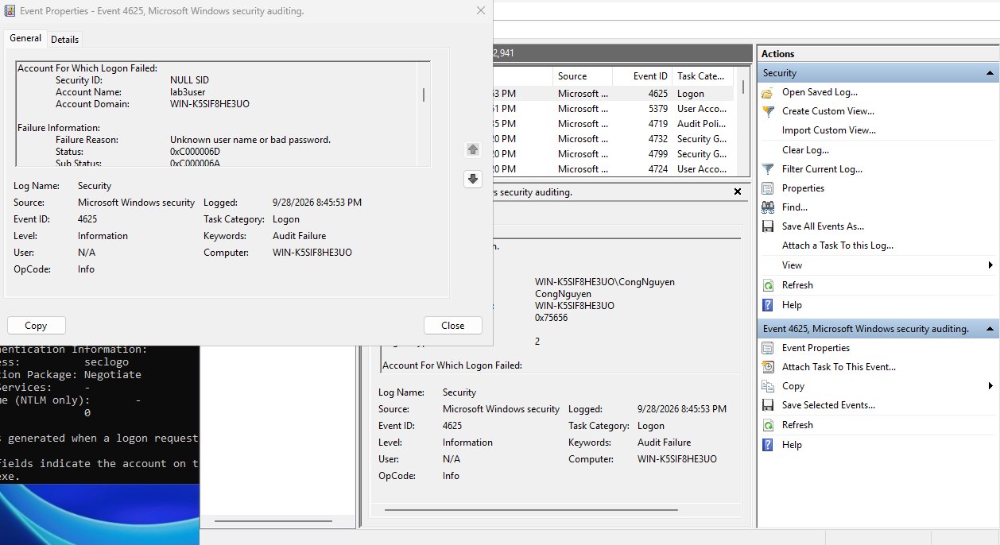 Event Properties - Event 4625, Microsoft Windows security auditing.
General Details
Account For Which Logon Failed:
Security ID: NULL SID
Account Name: lab3user
Account Domain: WIN-K5SIF8HE3UO
Failure Information:
Failure Reason: Unknown user name or bad password.
Status: 0xC000006D
Sub Status: 0xC000006A
Log Name: Security
Source: Microsoft Windows security Logged: 9/28/2026 8:45:53 PM
Event ID: 4625 Task Category: Logon
Level: Information Keywords: Audit Failure
User: N/A Computer: WIN-K5SIF8HE3UO
OpCode: Info
Copy Close
entication Information:
ess: seclogo
tion Package: Negotiate
Services: -
me (NTLM only): -
0
s generated when a logon request
fields indicate the account on t
exe.
2,941
Source Event ID Task Cate...
53 PM Microsoft ... 4625 Logon
51 PM Microsoft ... 5379 User Acco...
35 PM Microsoft ... 4719 Audit Poli...
20 PM Microsoft ... 4732 Security G...
20 PM Microsoft ... 4799 Security G...
20 PM Microsoft ... 4724 User Acco...
s security auditing.
n.
WIN-K5SIF8HE3UO\CongNguyen
CongNguyen
: WIN-K5SIF8HE3UO
0x75656
2
Account For Which Logon Failed:
Log Name: Security
Source: Microsoft Windows security Logged: 9/28/2026 8:45:53 PM
Event ID: 4625 Task Category: Logon
Level: Information Keywords: Audit Failure
User: N/A Computer: WIN-K5SIF8HE3UO
OpCode: Info
Actions
Security
Open Saved Log...
Create Custom View...
Import Custom View...
Clear Log...
Filter Current Log...
Properties
Find...
Save All Events As...
Attach a Task To this Log...
View
Refresh
Help
Event 4625, Microsoft Windows security auditing.
Event Properties
Attach Task To This Event...
Copy
Save Selected Events...
Refresh
Help